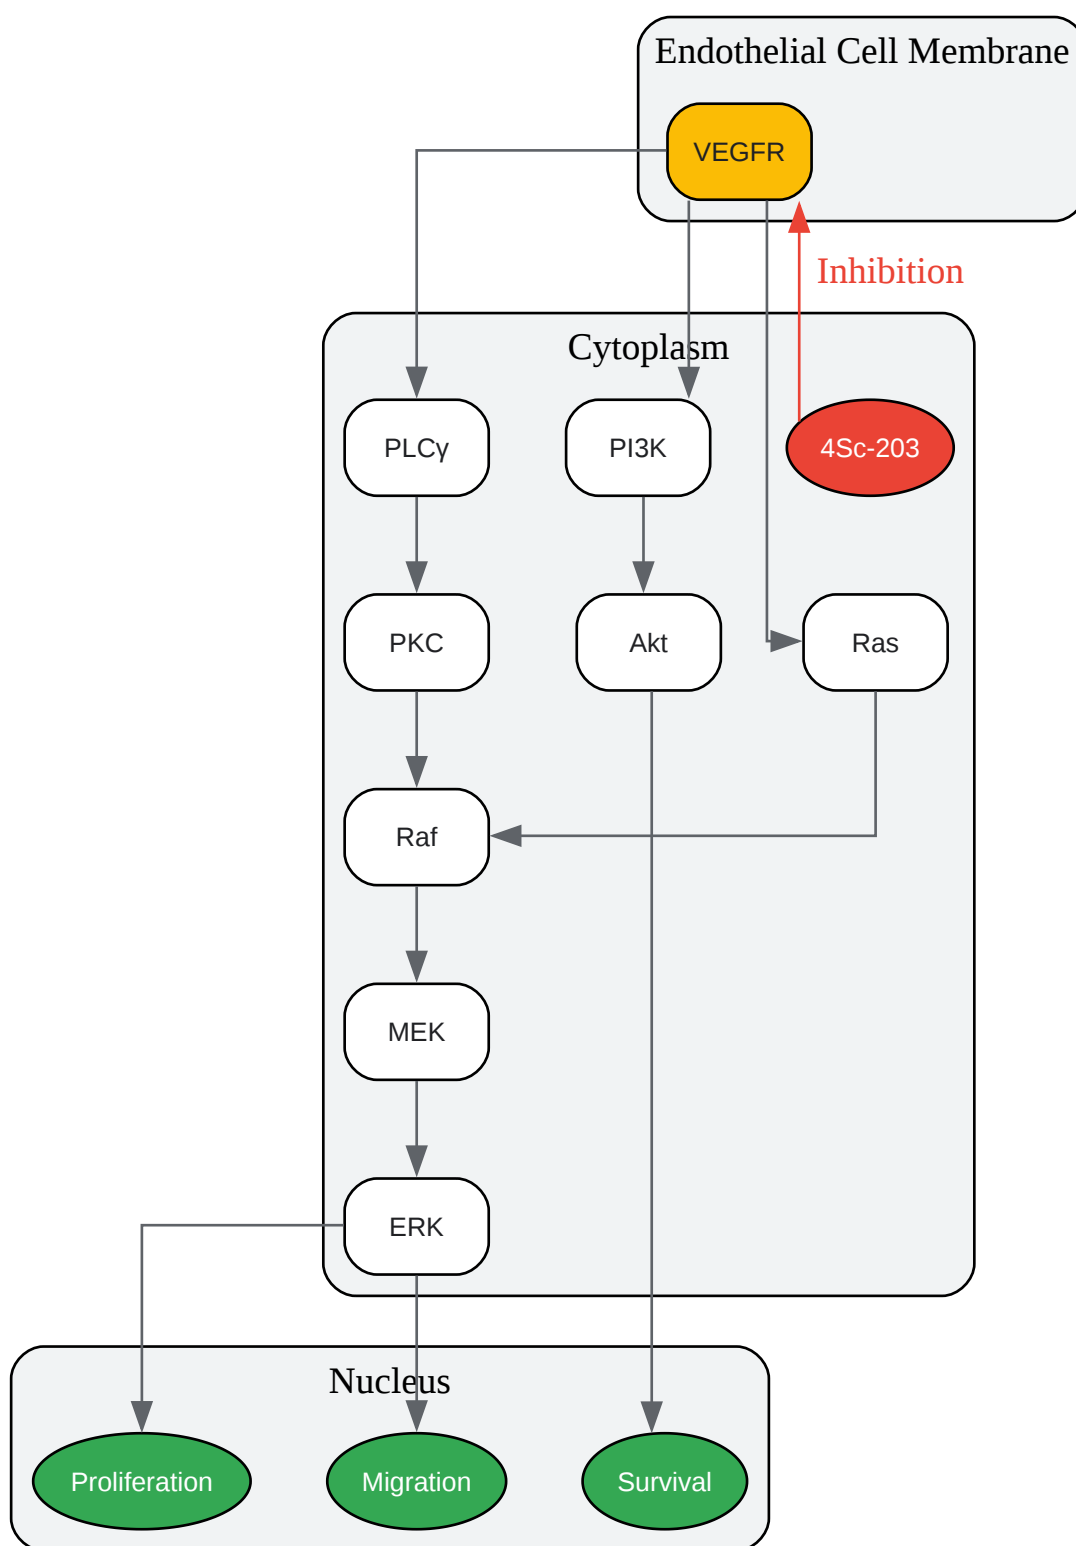 Endothelial Cell Membrane
VEGFR
Inhibition
Cytoplasm
PLCγ
PI3K
4Sc-203
PKC
Akt
Ras
Raf
MEK
ERK
Nucleus
Proliferation
Migration
Survival